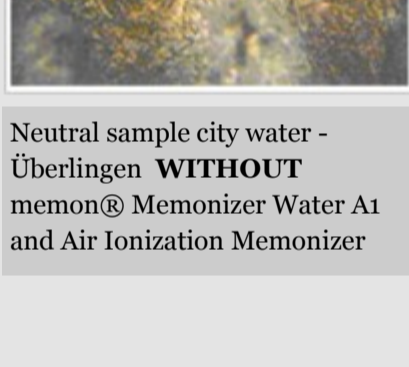 Neutral sample city water -
Überlingen WITHOUT
memon® Memonizer Water A1
and Air Ionization Memonizer